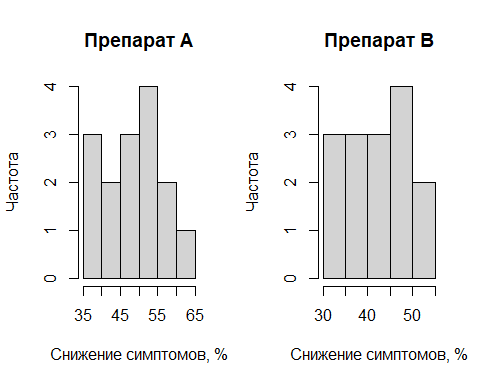 Препарат A
Частота
0 1 2 3 4
35 45 55 65
Снижение симптомов, %
Препарат B
Частота
0 1 2 3 4
30 40 50
Снижение симптомов, %